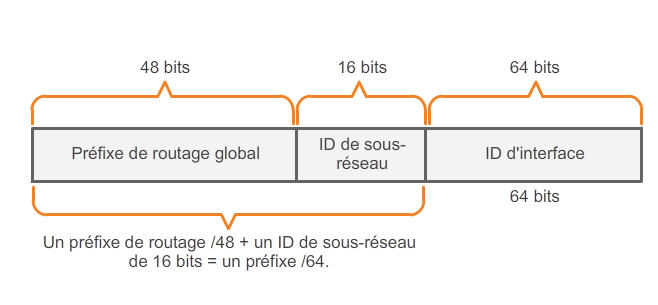 48 bits
16 bits
64 bits
Préfixe de routage global
ID de sous-
réseau
ID d'interface
64 bits
Un préfixe de routage /48 + un ID de sous-réseau
de 16 bits = un préfixe /64.